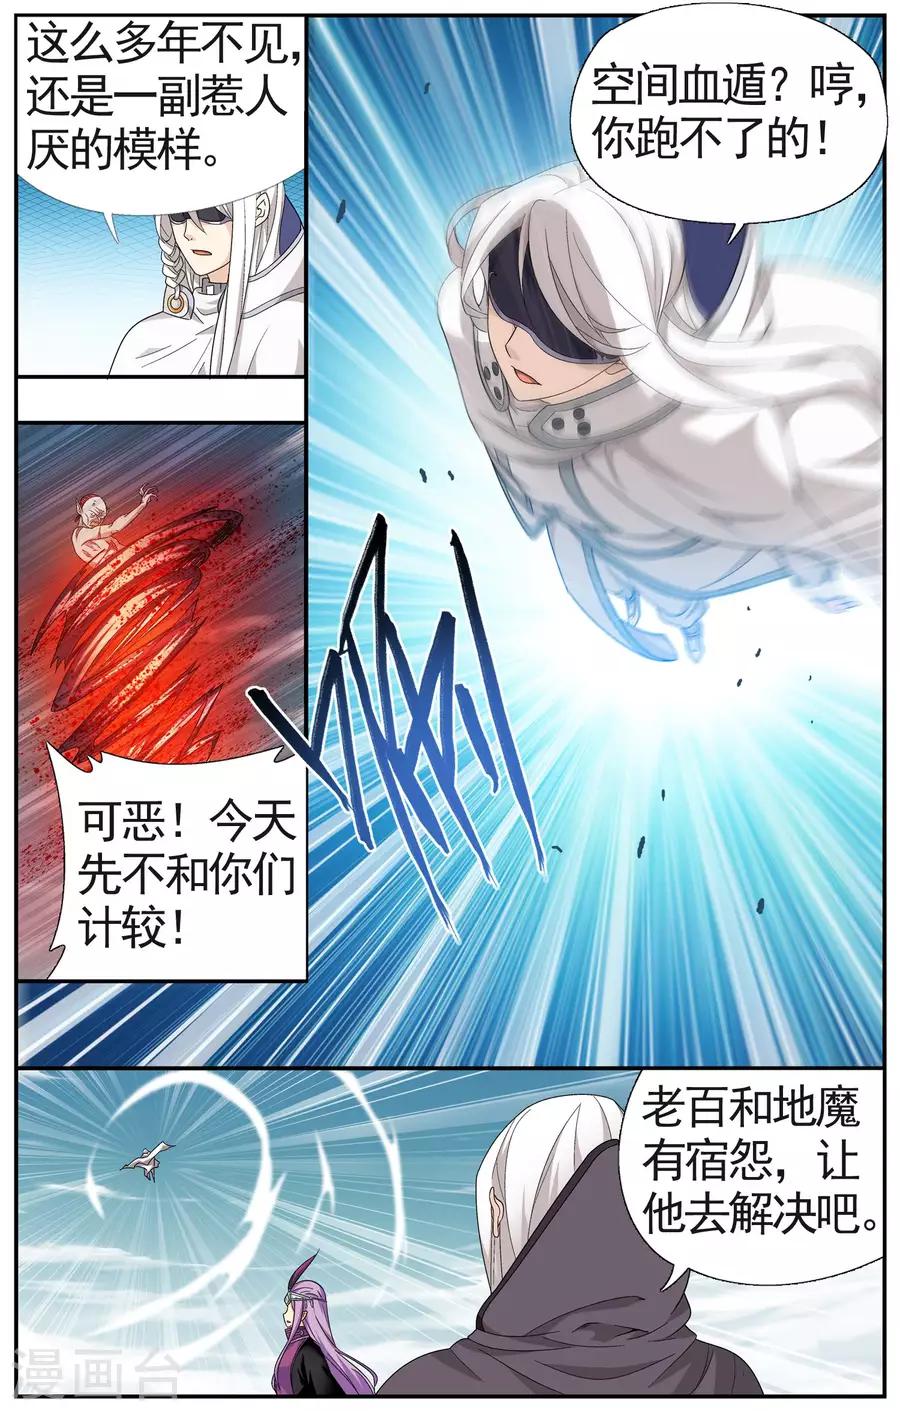 这么多年不见，
还是一副惹人
厌的模样。
空间血遁？哼，
你跑不了的！
可恶！今天
先不和你们
计较！
老百和地魔
有宿怨，让
他去解决吧。
漫画台